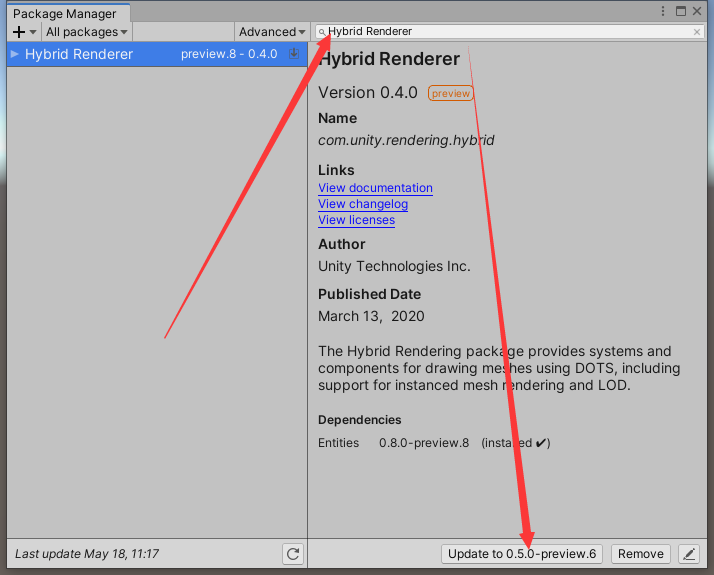 Package Manager
All packages
Advanced
Hybrid Renderer
Hybrid Renderer preview.8 - 0.4.0
Hybrid Renderer
Version 0.4.0 preview
Name
com.unity.rendering.hybrid
Links
View documentation
View changelog
View licenses
Author
Unity Technologies Inc.
Published Date
March 13, 2020
The Hybrid Rendering package provides systems and
components for drawing meshes using DOTS, including
support for instanced mesh rendering and LOD.
Dependencies
Entities 0.8.0-preview.8 (installed ✔)
Last update May 18, 11:17
Update to 0.5.0-preview.6
Remove